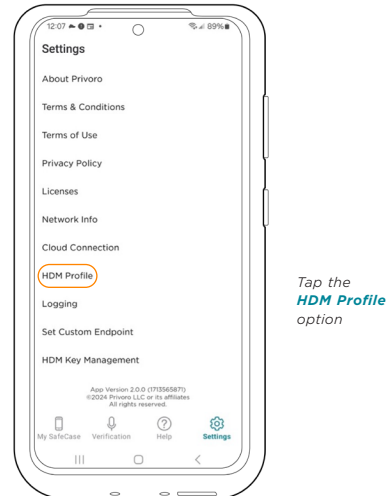 12:07
89%
Settings
About Privoro
Terms & Conditions
Terms of Use
Privacy Policy
Licenses
Network Info
Cloud Connection
HDM Profile
Logging
Set Custom Endpoint
HDM Key Management
App Version 2.0.0 (1713565871)
©2024 Privoro LLC or its affiliates
All rights reserved.
My SafeCase Verification Help Settings
Tap the
HDM Profile
option